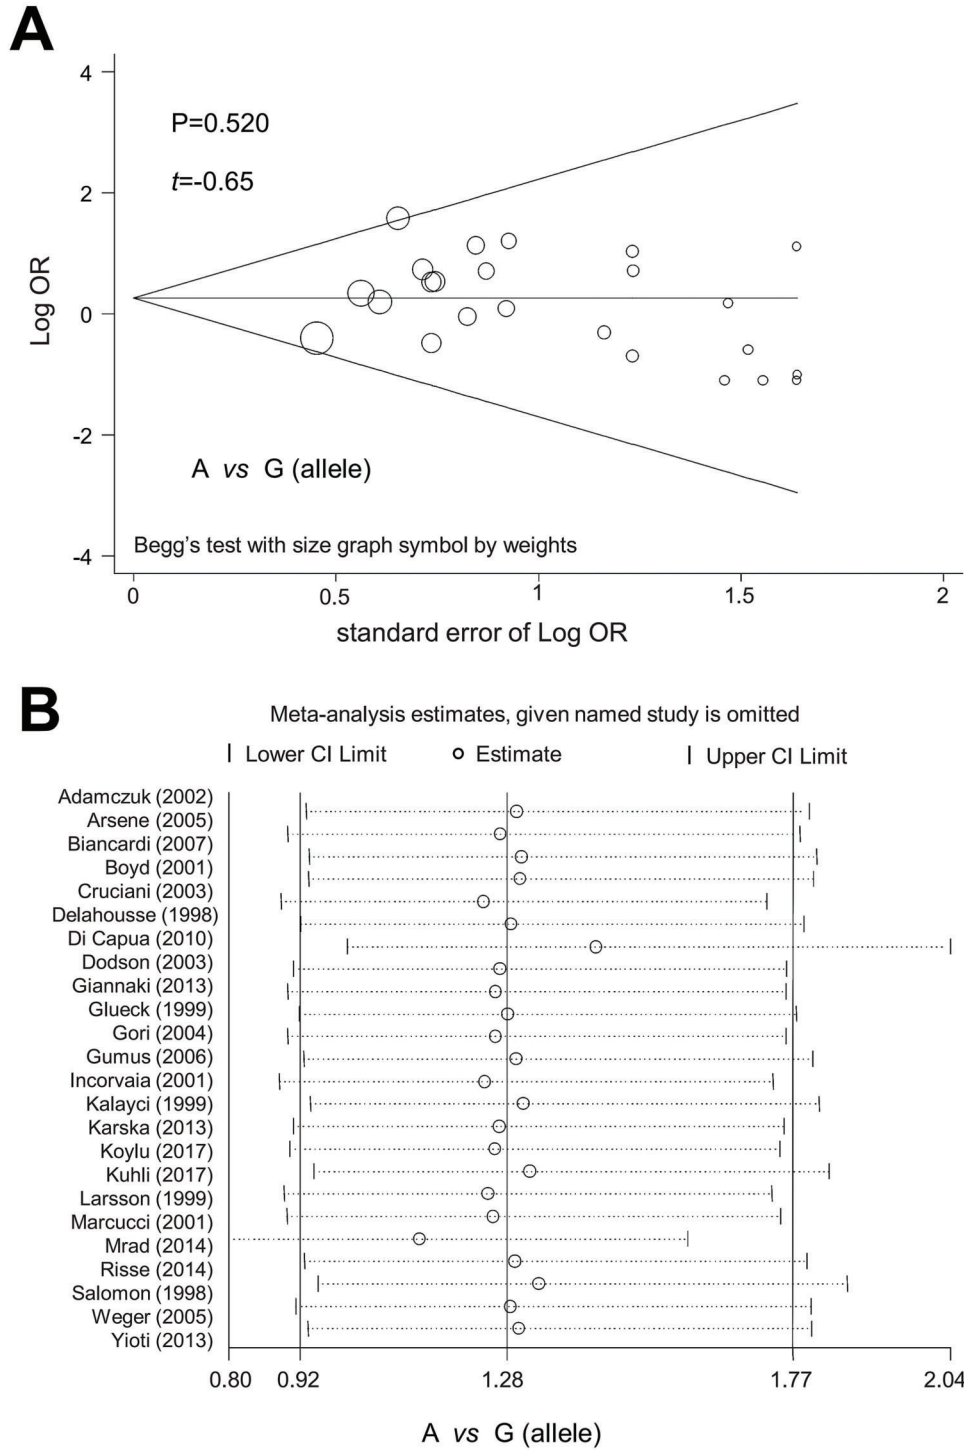 A
4
2
0
-2
-4
Log OR
P=0.520
t=-0.65
A vs G (allele)
Begg's test with size graph symbol by weights
0 0.5 1 1.5 2
standard error of Log OR
B
Meta-analysis estimates, given named study is omitted
| Lower CI Limit o Estimate | Upper CI Limit
Adamczuk (2002)
Arsene (2005)
Biancardi (2007)
Boyd (2001)
Cruciani (2003)
Delahousse (1998)
Di Capua (2010)
Dodson (2003)
Giannaki (2013)
Glueck (1999)
Gori (2004)
Gumus (2006)
Incorvaia (2001)
Kalayci (1999)
Karska (2013)
Koylu (2017)
Kuhli (2017)
Larsson (1999)
Marcucci (2001)
Mrad (2014)
Risse (2014)
Salomon (1998)
Weger (2005)
Yioti (2013)
0.80 0.92 1.28 1.77 2.04
A vs G (allele)